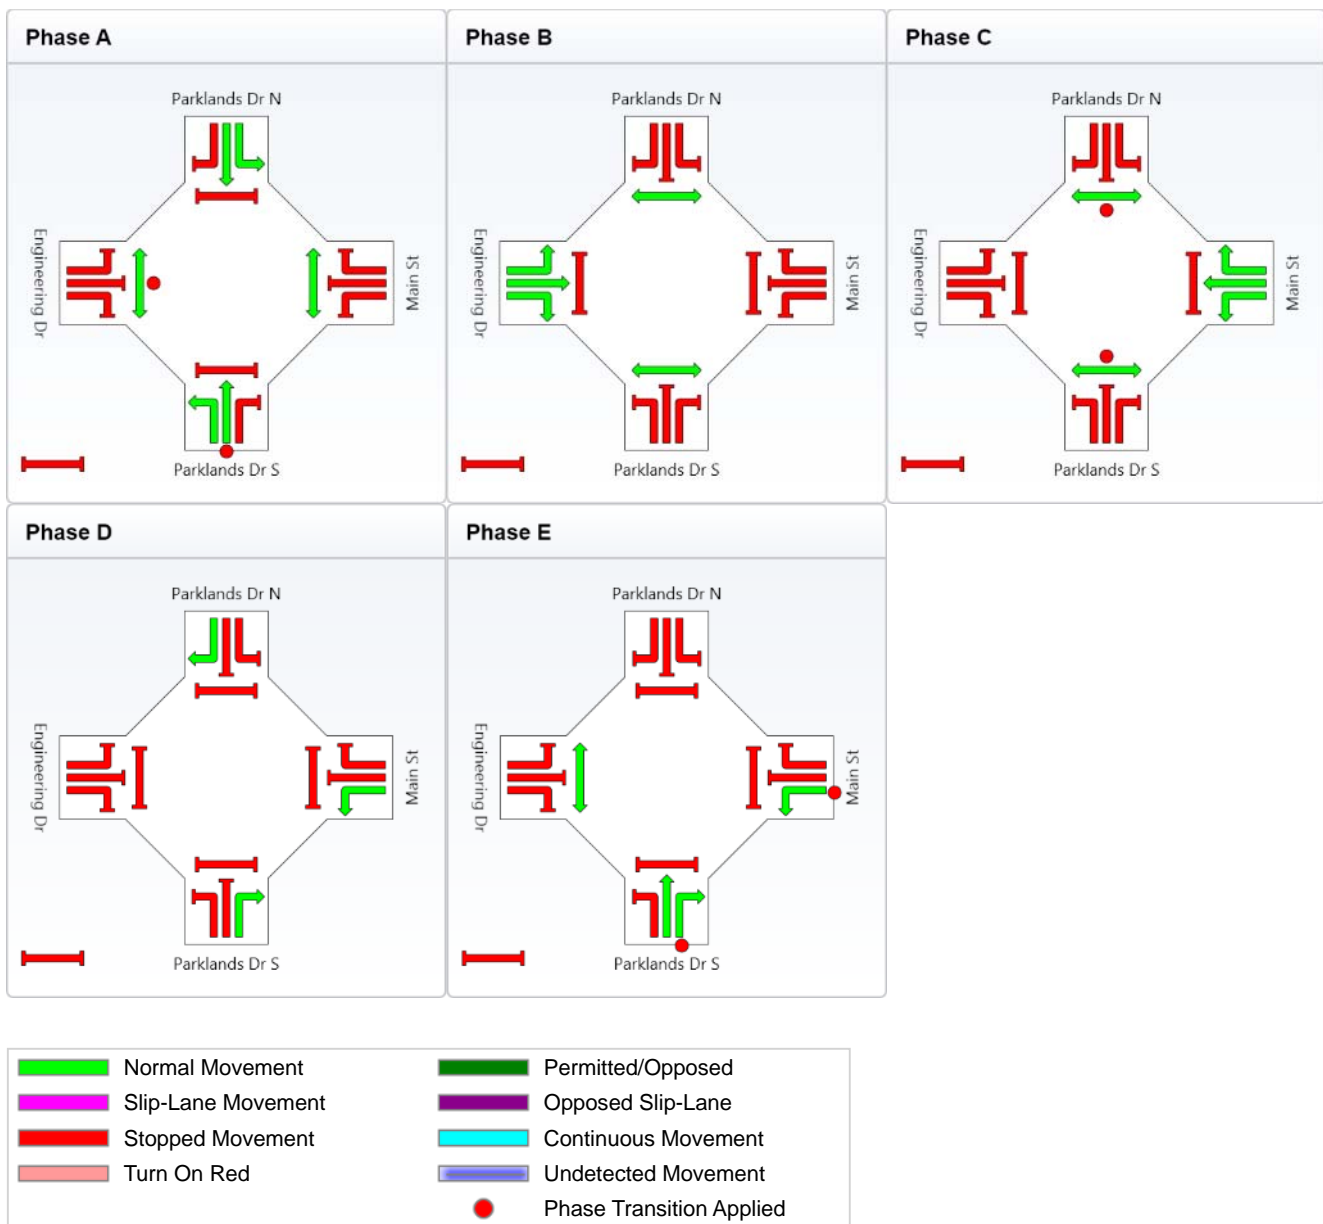 Phase A
Phase B
Phase C
Parklands Dr N
Parklands Dr N
Parklands Dr N
Engineering Dr
Main St
Engineering Dr
Main St
Engineering Dr
Main St
Parklands Dr S
Parklands Dr S
Parklands Dr S
Phase D
Phase E
Parklands Dr N
Parklands Dr N
Engineering Dr
Main St
Engineering Dr
Main St
Parklands Dr S
Parklands Dr S
Normal Movement
Permitted/Opposed
Slip-Lane Movement
Opposed Slip-Lane
Stopped Movement
Continuous Movement
Turn On Red
Undetected Movement
Phase Transition Applied